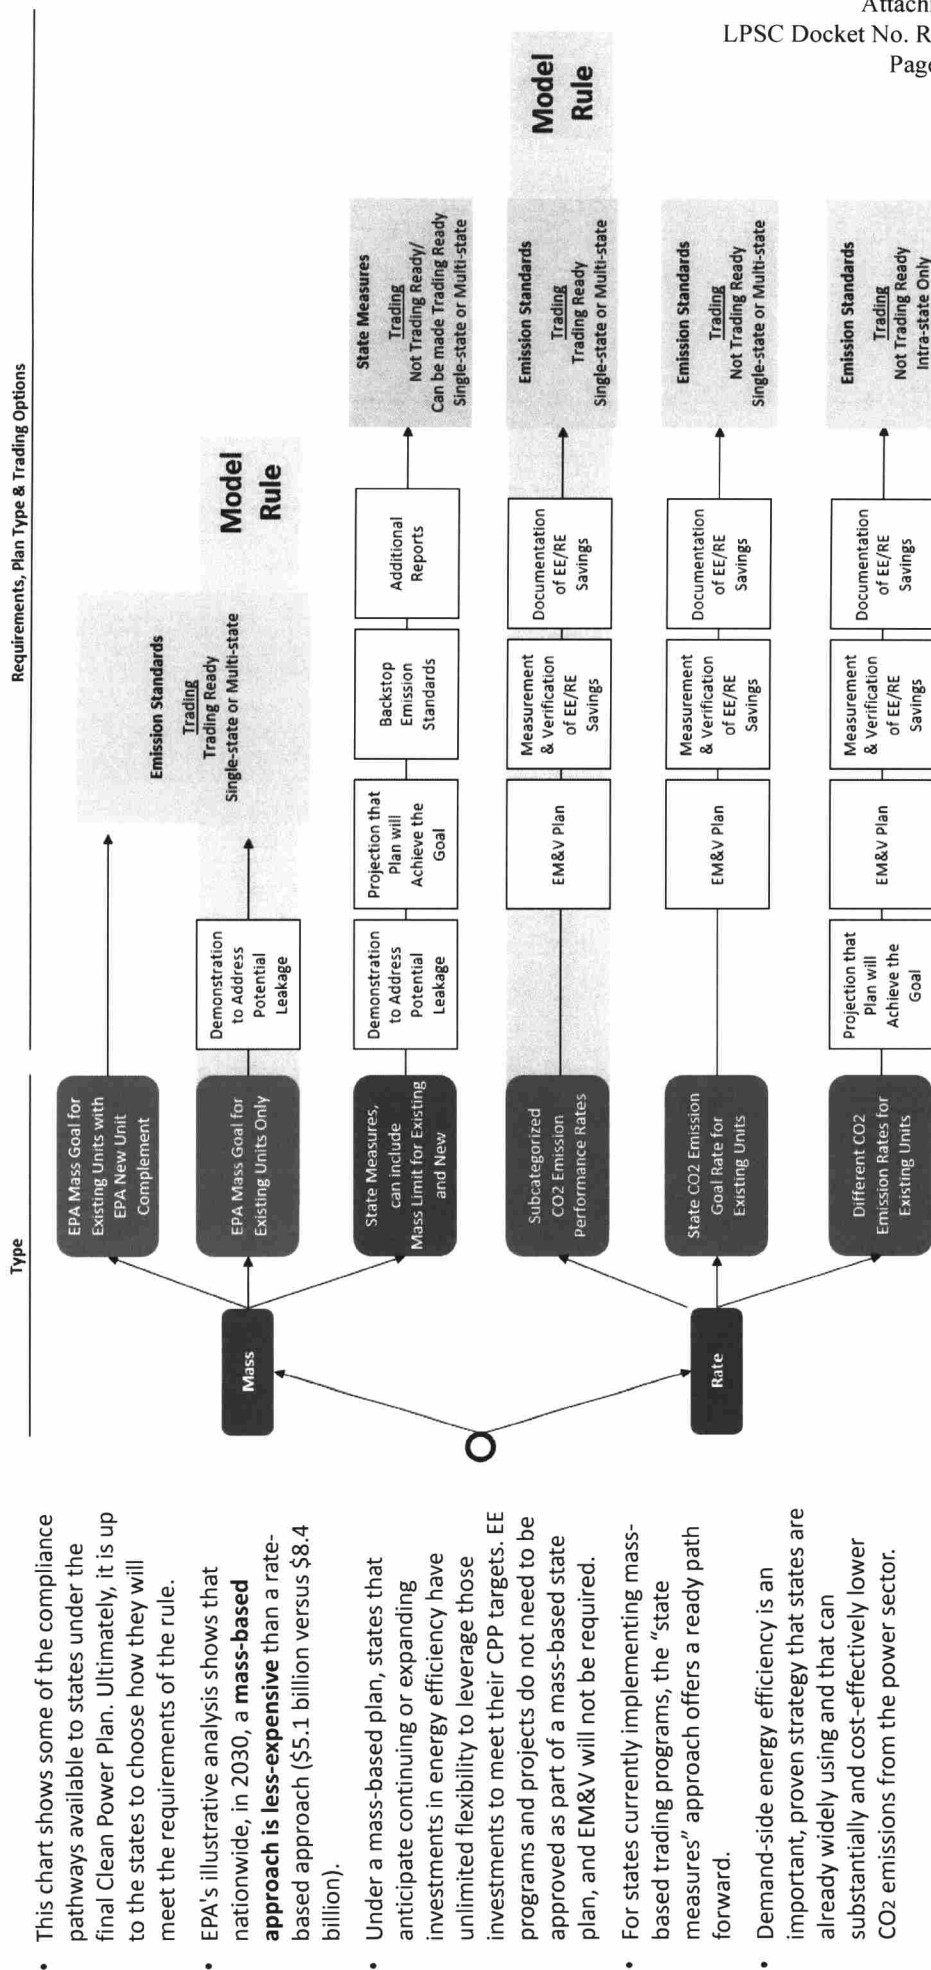 Attachi
LPSC Docket No. R
Page
• This chart shows some of the compliance
pathways available to states under the
final Clean Power Plan. Ultimately, it is up
to the states to choose how they will
meet the requirements of the rule.
• EPA's illustrative analysis shows that
nationwide, in 2030, a mass-based
approach is less-expensive than a rate-
based approach ($5.1 billion versus $8.4
billion).
• Under a mass-based plan, states that
anticipate continuing or expanding
investments in energy efficiency have
unlimited flexibility to leverage those
investments to meet their CPP targets. EE
programs and projects do not need to be
approved as part of a mass-based state
plan, and EM&V will not be required.
• For states currently implementing mass-
based trading programs, the “state
measures” approach offers a ready path
forward.
• Demand-side energy efficiency is an
important, proven strategy that states are
already widely using and that can
substantially and cost-effectively lower
CO2 emissions from the power sector.
Type
Requirements, Plan Type & Trading Options
Mass
Rate
EPA Mass Goal for
Existing Units with
EPA New Unit
Complement
Emission Standards
Trading
Trading Ready
Single-state or Multi-state
EPA Mass Goal for
Existing Units Only
Demonstration
to Address
Potential
Leakage
Model
Rule
State Measures,
can include
Mass Limit for Existing
and New
Demonstration
to Address
Potential
Leakage
Projection that
Plan will
Achieve the
Goal
Backstop
Emission
Standards
Additional
Reports
State Measures
Trading
Not Trading Ready/
Can be made Trading Ready
Single-state or Multi-state
Subcategorized
CO2 Emission
Performance Rates
EM&V Plan
Measurement
& Verification
of EE/RE
Savings
Documentation
of EE/RE
Savings
Emission Standards
Trading
Trading Ready
Single-state or Multi-state
Model
Rule
State CO2 Emission
Goal Rate for
Existing Units
EM&V Plan
Measurement
& Verification
of EE/RE
Savings
Documentation
of EE/RE
Savings
Emission Standards
Trading
Not Trading Ready
Single-state or Multi-state
Different CO2
Emission Rates for
Existing Units
Projection that
Plan will
Achieve the
Goal
EM&V Plan
Measurement
& Verification
of EE/RE
Savings
Documentation
of EE/RE
Savings
Emission Standards
Trading
Not Trading Ready
Intra-state Only